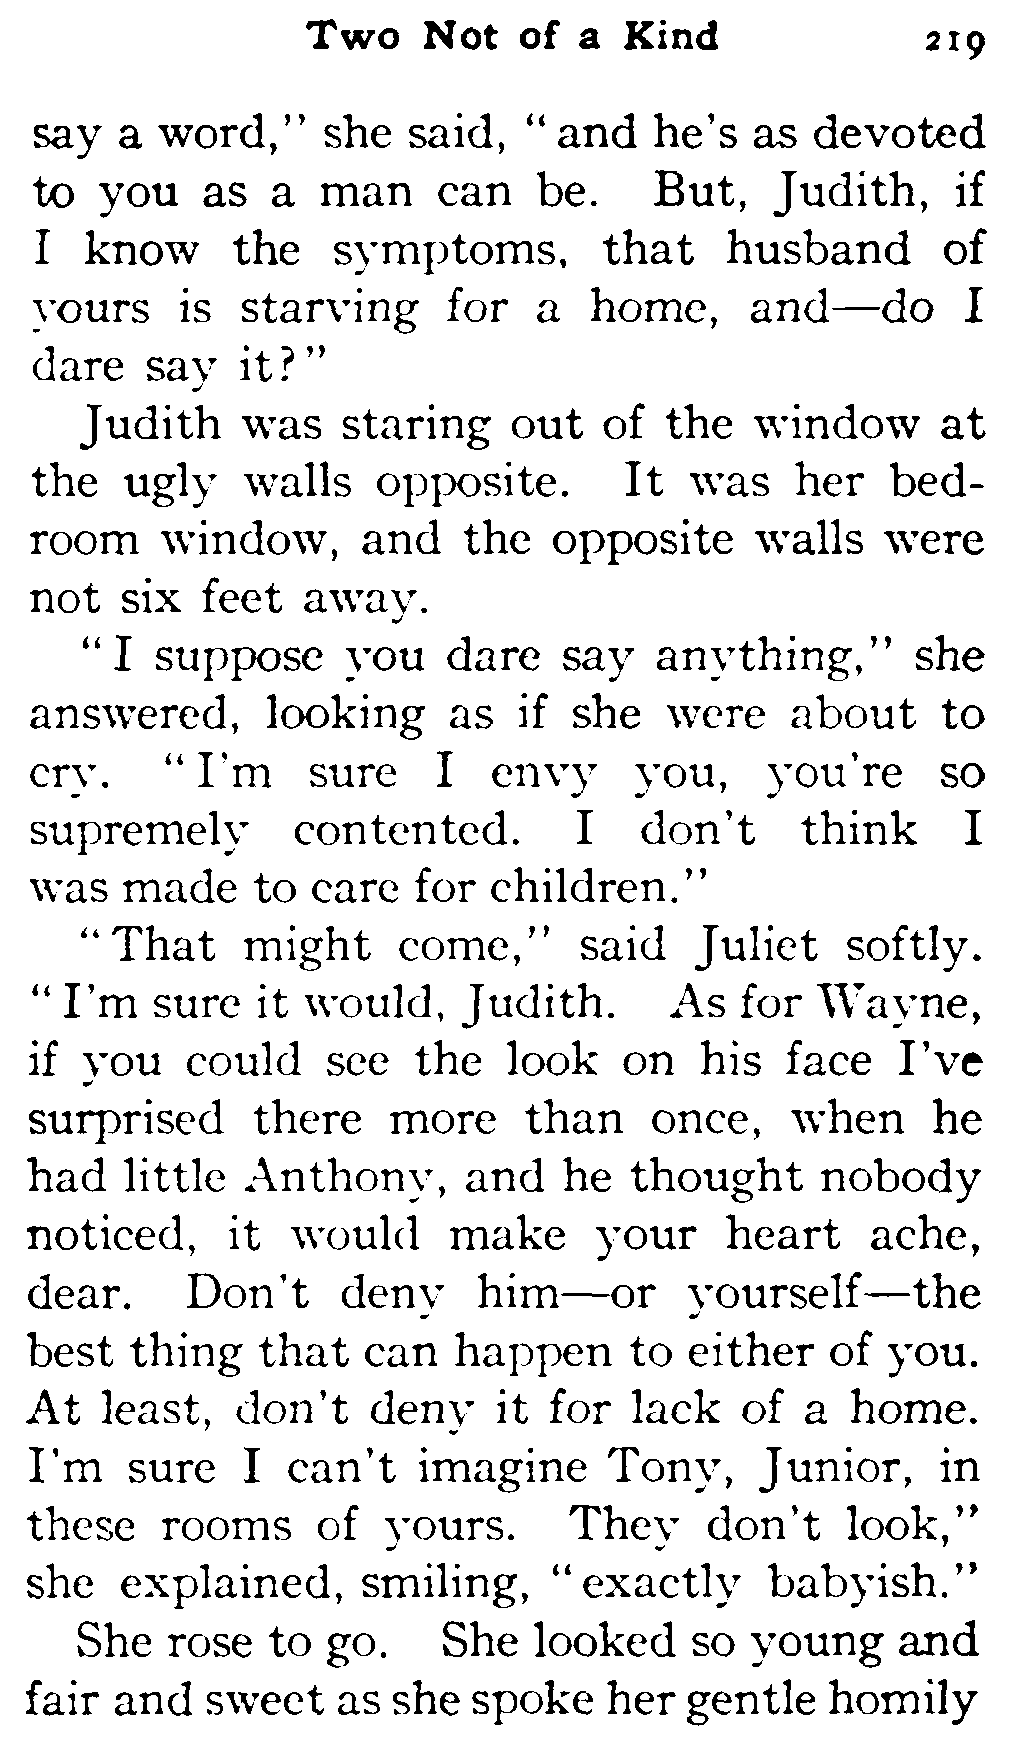 Two Not of a Kind 219
say a word," she said, "and he's as devoted
to you as a man can be. But, Judith, if
I know the symptoms, that husband of
yours is starving for a home, and—do I
dare say it?"
Judith was staring out of the window at
the ugly walls opposite. It was her bed-
room window, and the opposite walls were
not six feet away.
"I suppose you dare say anything," she
answered, looking as if she were about to
cry. "I'm sure I envy you, you're so
supremely contented. I don't think I
was made to care for children."
"That might come," said Juliet softly.
"I'm sure it would, Judith. As for Wayne,
if you could see the look on his face I've
surprised there more than once, when he
had little Anthony, and he thought nobody
noticed, it would make your heart ache,
dear. Don't deny him—or yourself—the
best thing that can happen to either of you.
At least, don't deny it for lack of a home.
I'm sure I can't imagine Tony, Junior, in
these rooms of yours. They don't look,"
she explained, smiling, "exactly babyish."
She rose to go. She looked so young and
fair and sweet as she spoke her gentle homily